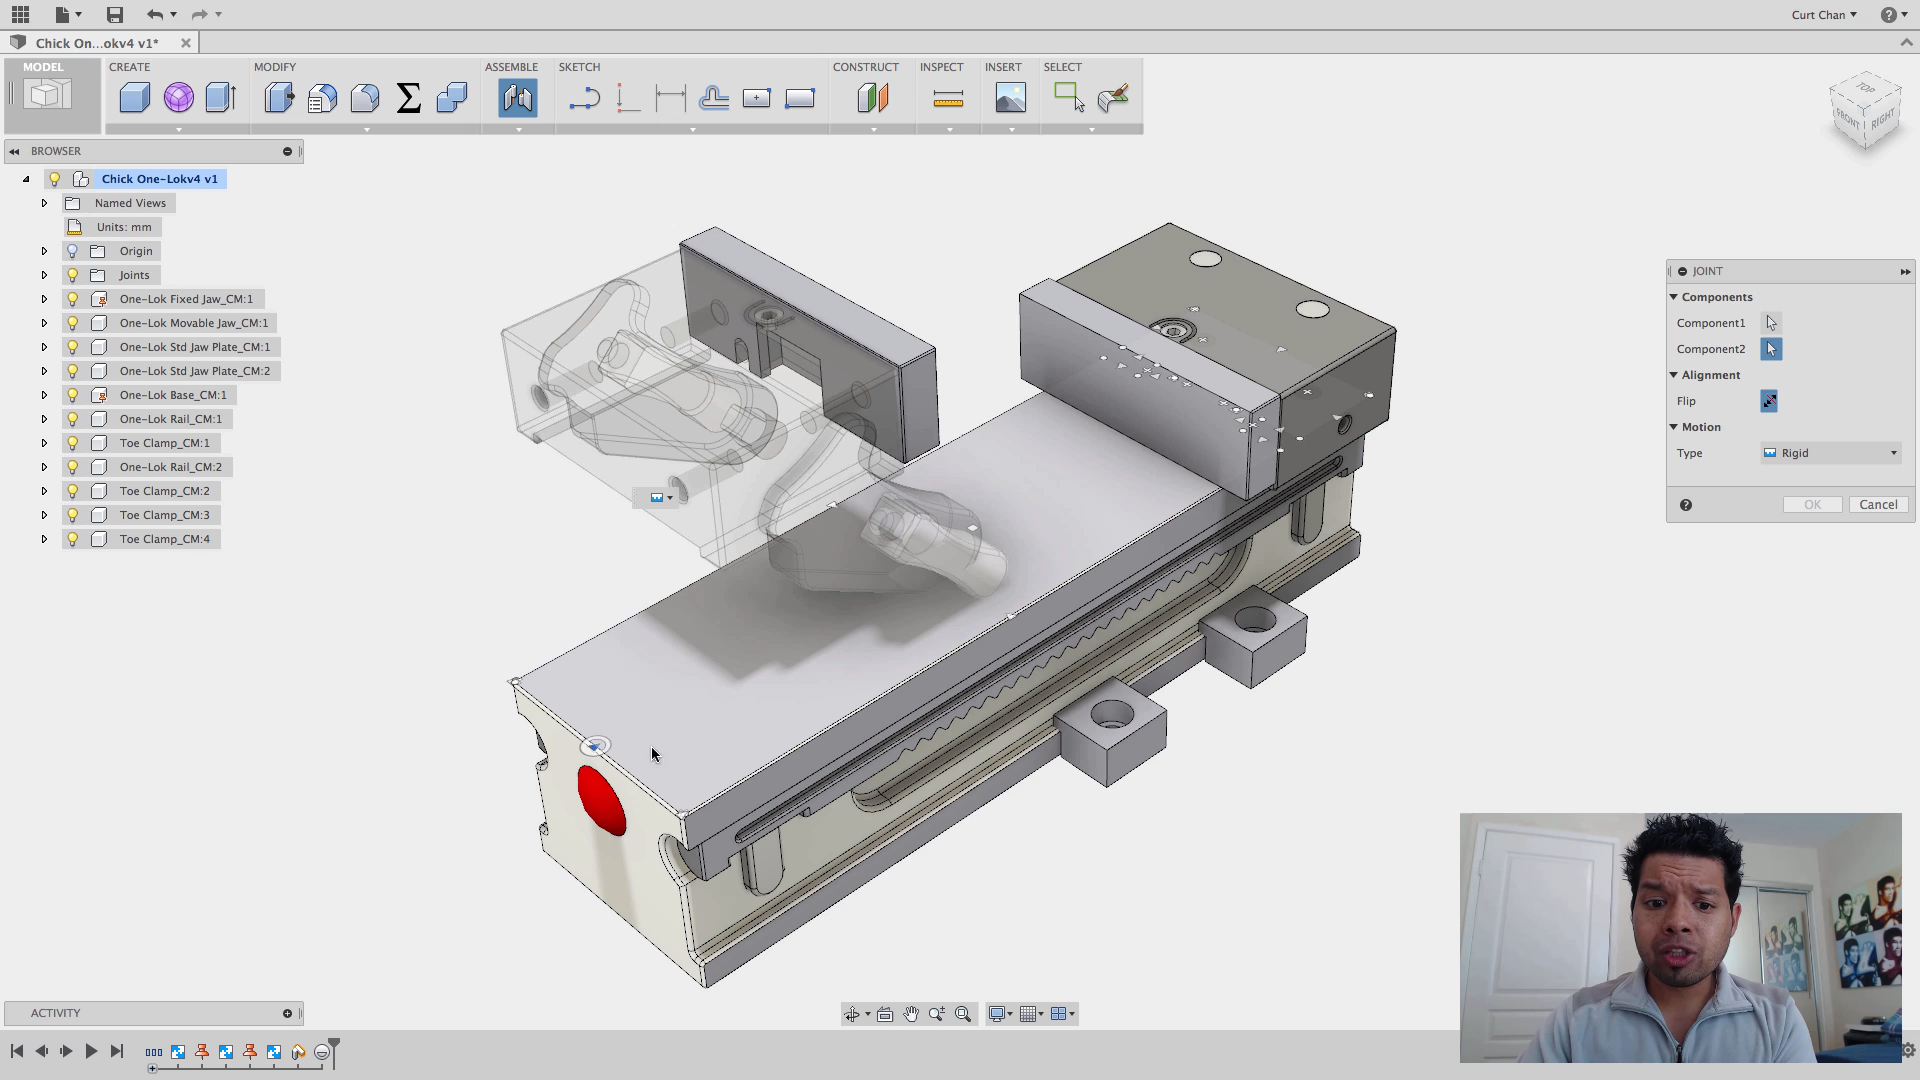 Curt Chan
Chick On...okv4 v1*
MODEL
CREATE
MODIFY
ASSEMBLE
SKETCH
CONSTRUCT
INSPECT
INSERT
SELECT
TOP
FRONT
RIGHT
BROWSER
Chick One-Lokv4 v1
Named Views
Units: mm
Origin
Joints
One-Lok Fixed Jaw_CM:1
One-Lok Movable Jaw_CM:1
One-Lok Std Jaw Plate_CM:1
One-Lok Std Jaw Plate_CM:2
One-Lok Base_CM:1
One-Lok Rail_CM:1
Toe Clamp_CM:1
One-Lok Rail_CM:2
Toe Clamp_CM:2
Toe Clamp_CM:3
Toe Clamp_CM:4
JOINT
Components
Component1
Component2
Alignment
Flip
Motion
Type
Rigid
OK
Cancel
ACTIVITY